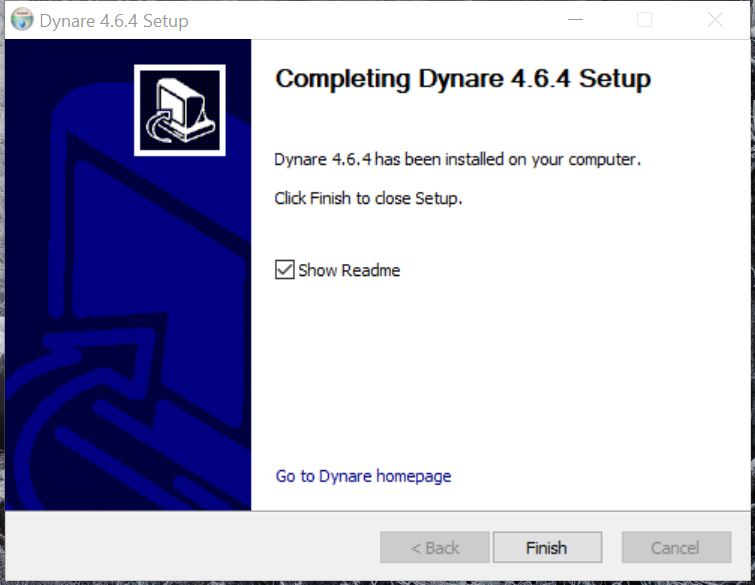 Dynare 4.6.4 Setup
Completing Dynare 4.6.4 Setup
Dynare 4.6.4 has been installed on your computer.
Click Finish to close Setup.
Show Readme
Go to Dynare homepage
< Back
Finish
Cancel